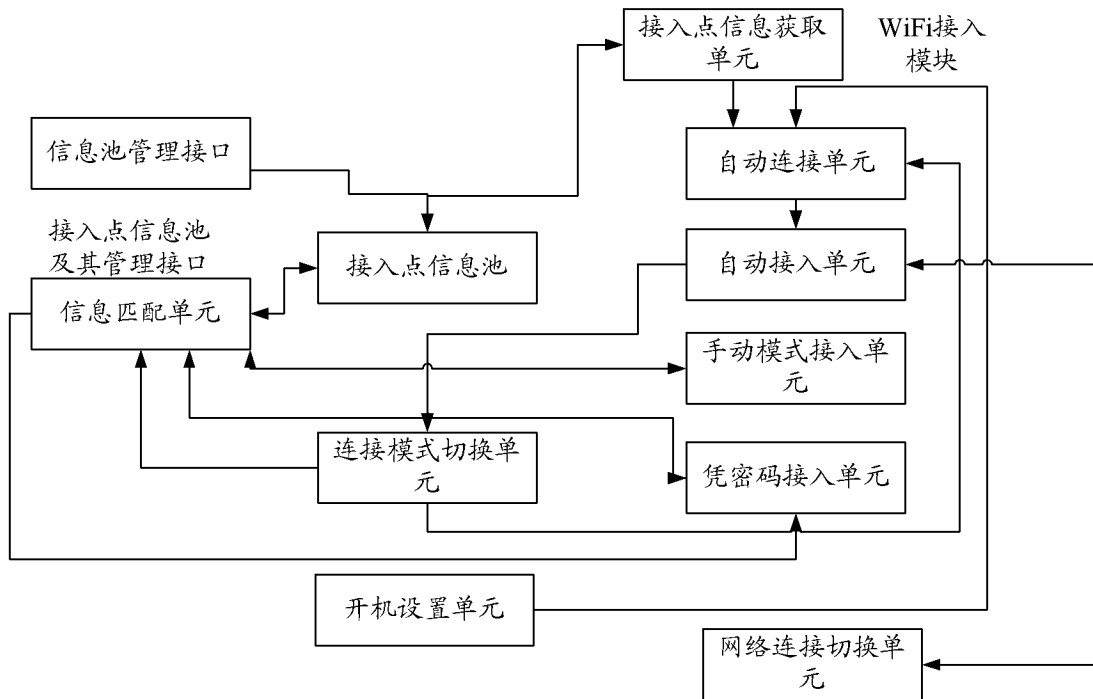 接入点信息获取
单元
WiFi接入
模块
信息池管理接口
自动连接单元
接入点信息池
及其管理接口
接入点信息池
自动接入单元
信息匹配单元
手动模式接入单
元
连接模式切换单
元
凭密码接入单元
开机设置单元
网络连接切换单
元